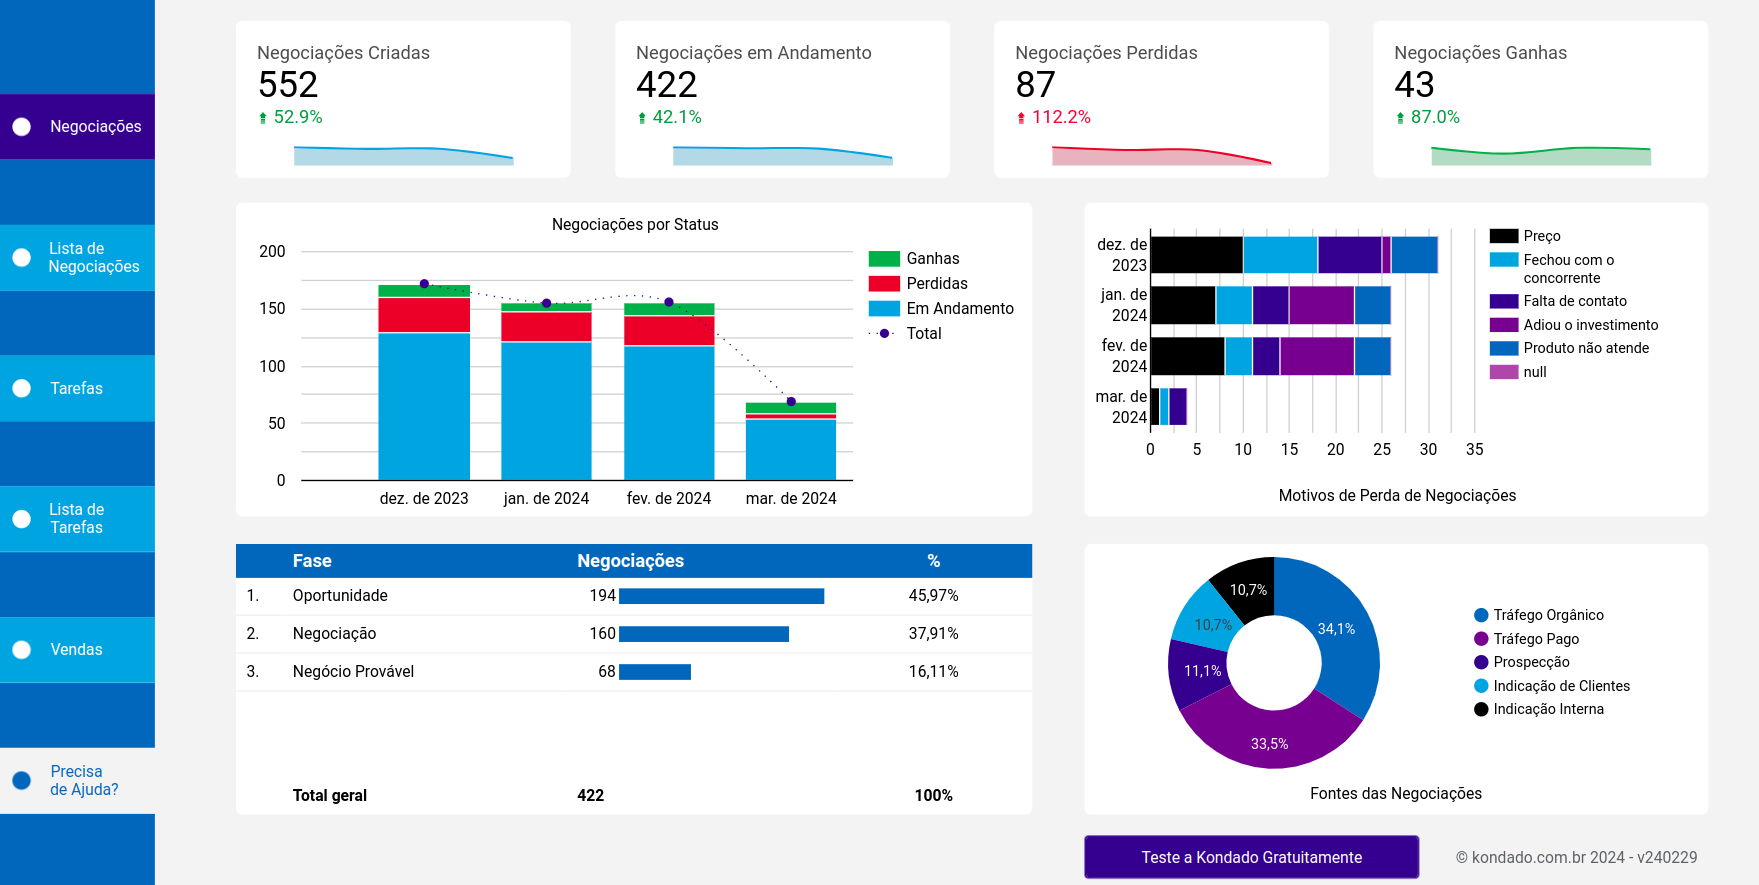 Negociações
Lista de
Negociações
Tarefas
Lista de
Tarefas
Vendas
Precisa
de Ajuda?
Negociações Criadas
552
52.9%
Negociações em Andamento
422
42.1%
Negociações Perdidas
87
112.2%
Negociações Ganhas
43
87.0%
Negociações por Status
200
150
100
50
0
dez. de 2023
jan. de 2024
fev. de 2024
mar. de 2024
Ganhas
Perdidas
Em Andamento
Total
dez. de
2023
jan. de
2024
fev. de
2024
mar. de
2024
0 5 10 15 20 25 30 35
Preço
Fechou com o
concorrente
Falta de contato
Adiou o investimento
Produto não atende
null
Motivos de Perda de Negociações
Fase Negociações %
1. Oportunidade 194 45,97%
2. Negociação 160 37,91%
3. Negócio Provável 68 16,11%
Total geral 422 100%
10,7%
34,1%
10,7%
11,1%
33,5%
Tráfego Orgânico
Tráfego Pago
Prospecção
Indicação de Clientes
Indicação Interna
Fontes das Negociações
Teste a Kondado Gratuitamente
© kondado.com.br 2024 - v240229